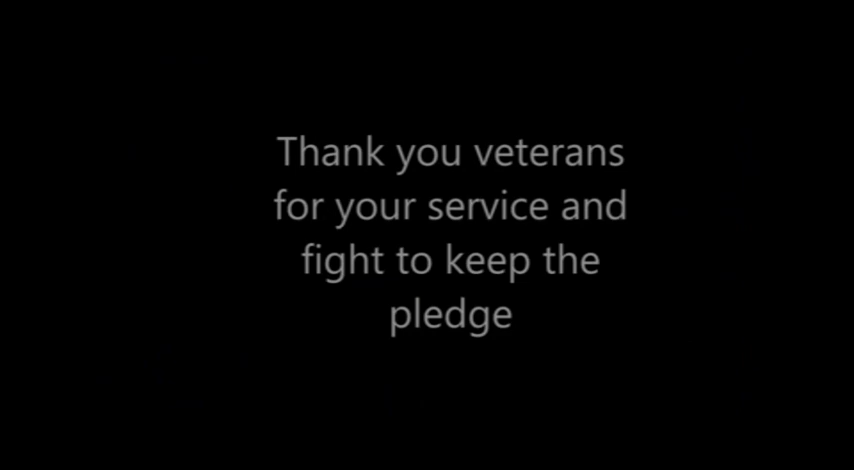 Thank you veterans
for your service and
fight to keep the
pledge